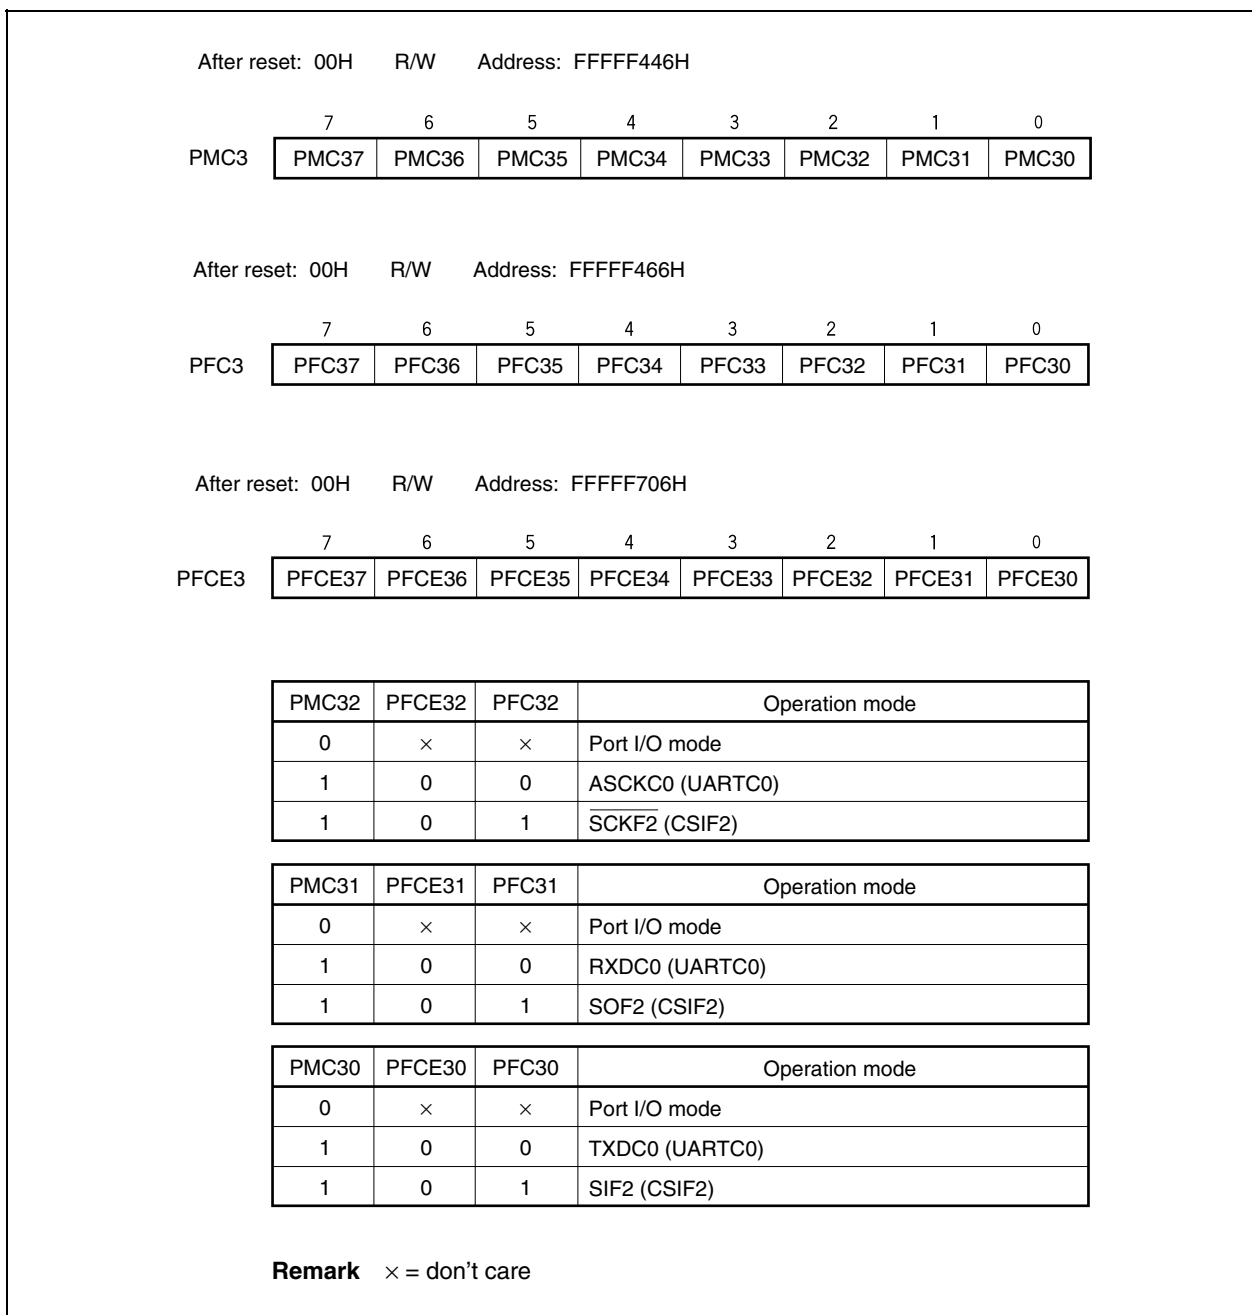 After reset: 00H R/W Address: FFFFF446H
7 6 5 4 3 2 1 0
PMC3 PMC37 PMC36 PMC35 PMC34 PMC33 PMC32 PMC31 PMC30
After reset: 00H R/W Address: FFFFF466H
7 6 5 4 3 2 1 0
PFC3 PFC37 PFC36 PFC35 PFC34 PFC33 PFC32 PFC31 PFC30
After reset: 00H R/W Address: FFFFF706H
7 6 5 4 3 2 1 0
PFCE3 PFCE37 PFCE36 PFCE35 PFCE34 PFCE33 PFCE32 PFCE31 PFCE30
PMC32 PFCE32 PFC32 Operation mode
0 × × Port I/O mode
1 0 0 ASCKC0 (UARTC0)
1 0 1 SCKF2 (CSIF2)
PMC31 PFCE31 PFC31 Operation mode
0 × × Port I/O mode
1 0 0 RXDC0 (UARTC0)
1 0 1 SOF2 (CSIF2)
PMC30 PFCE30 PFC30 Operation mode
0 × × Port I/O mode
1 0 0 TXDC0 (UARTC0)
1 0 1 SIF2 (CSIF2)
Remark × = don't care